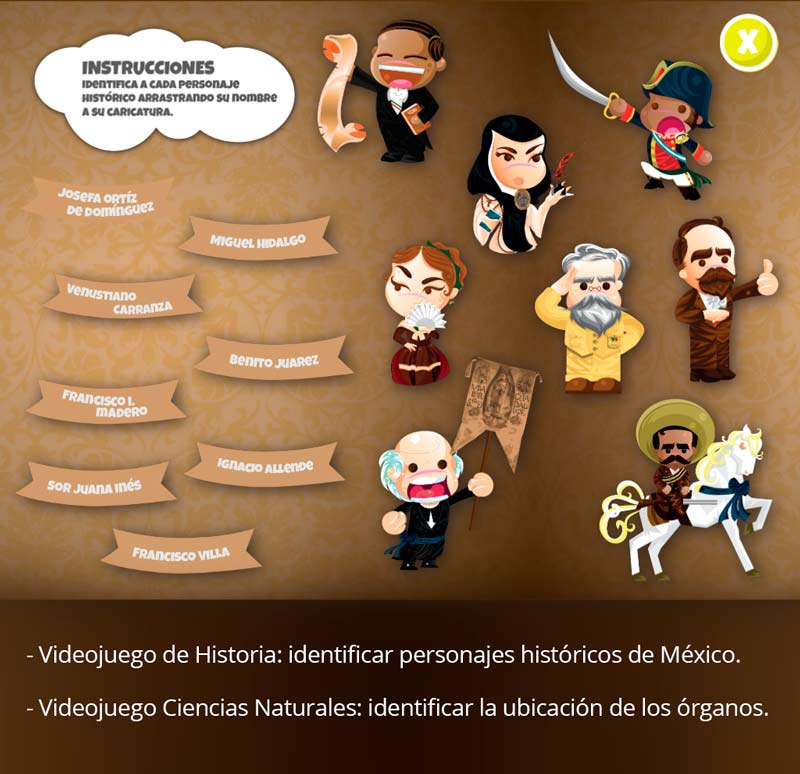 INSTRUCCIONES
IDENTIFICA A CADA PERSONAJE
HISTÓRICO ARRASTRANDO SU NOMBRE
A SU CARICATURA.
X
JOSEFA ORTÍZ
DE DOMÍNGUEZ
MIGUEL HIDALGO
VENUSTIANO
CARRANZA
BENITO JUAREZ
FRANCISCO I.
MADERO
IGNACIO ALLENDE
SOR JUANA INÉS
FRANCISCO VILLA
- Videojuego de Historia: identificar personajes históricos de México.
- Videojuego Ciencias Naturales: identificar la ubicación de los órganos.